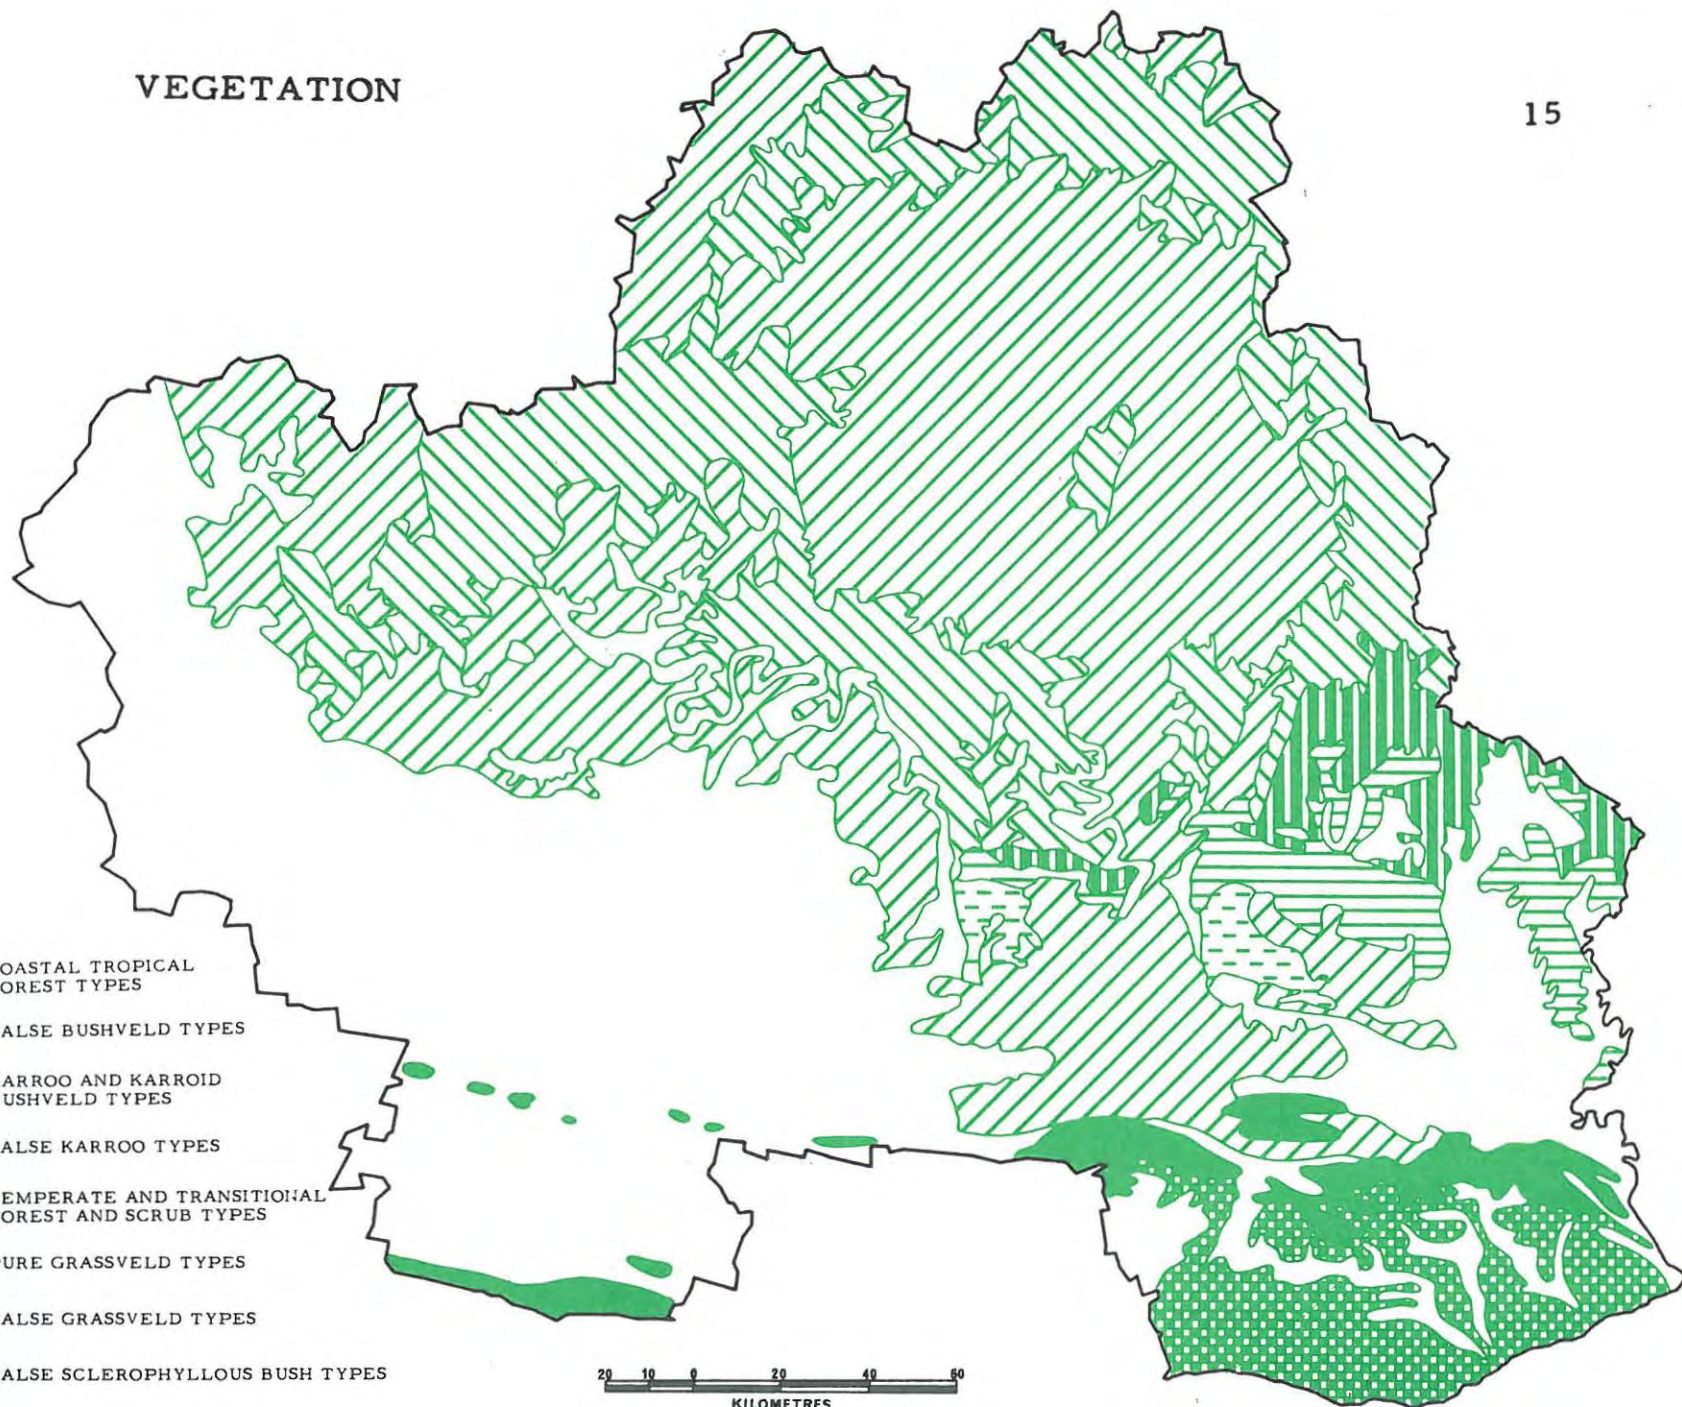 VEGETATION
15
OASTAL TROPICAL
OREST TYPES
ALSE BUSHVELD TYPES
ARROO AND KARROID
USHVELD TYPES
ALSE KARROO TYPES
EMPERATE AND TRANSITIONAL
OREST AND SCRUB TYPES
URE GRASSVELD TYPES
ALSE GRASSVELD TYPES
ALSE SCLEROPHYLLOUS BUSH TYPES
20 10 0 20 40 60
KILOMETRES